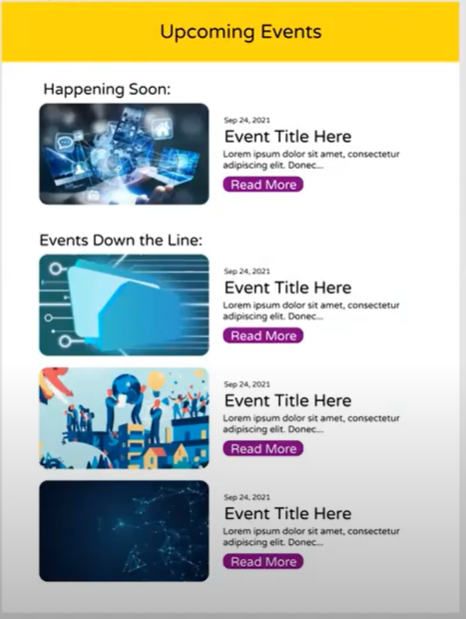 Upcoming Events
Happening Soon:
Sep 24, 2021
Event Title Here
Lorem ipsum dolor sit amet, consectetur
adipiscing elit. Donec...
Read More
Events Down the Line:
Sep 24, 2021
Event Title Here
Lorem ipsum dolor sit amet, consectetur
adipiscing elit. Donec...
Read More
Sep 24, 2021
Event Title Here
Lorem ipsum dolor sit amet, consectetur
adipiscing elit. Donec...
Read More
Sep 24, 2021
Event Title Here
Lorem ipsum dolor sit amet, consectetur
adipiscing elit. Donec...
Read More